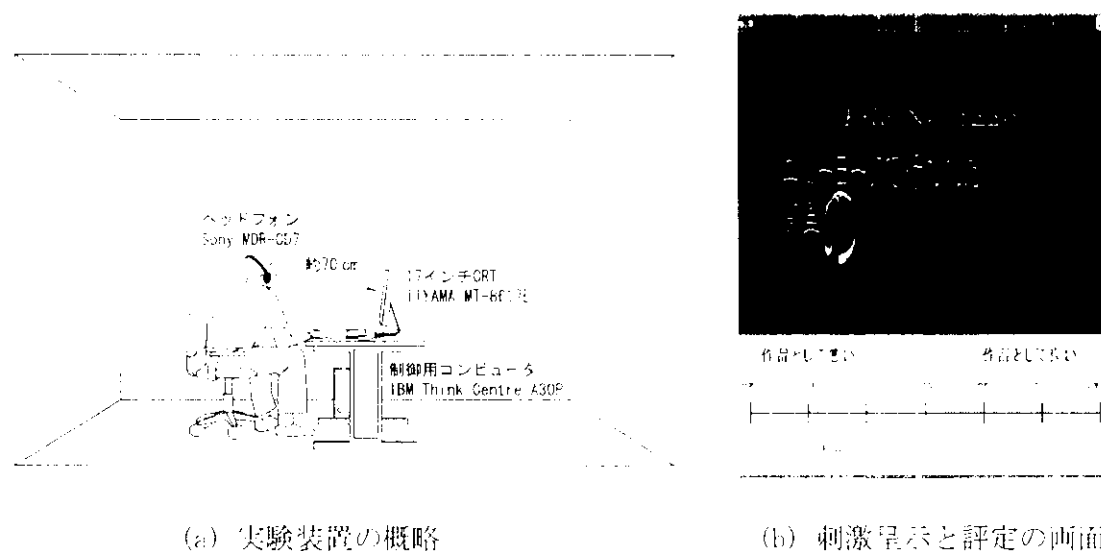 ヘッドフォン
Sony MDR-CD7
約70 cm
17インチCRT
IIYAMA MT-8617E
制御用コンピュータ
IBM Think Centre A30P
作品として悪い
作品として良い
(a) 実験装置の概略
(b) 刺激呈示と評定の画面